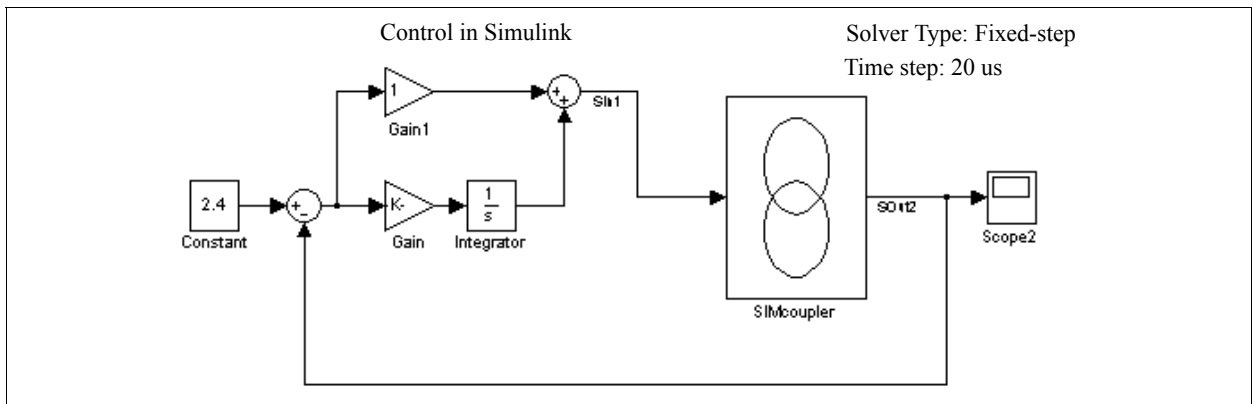 Control in Simulink
Solver Type: Fixed-step
Time step: 20 us
1
Gain1
SIn1
2.4
Constant
K-
Gain
1
s
Integrator
SOut2
Scope2
SIMcoupler